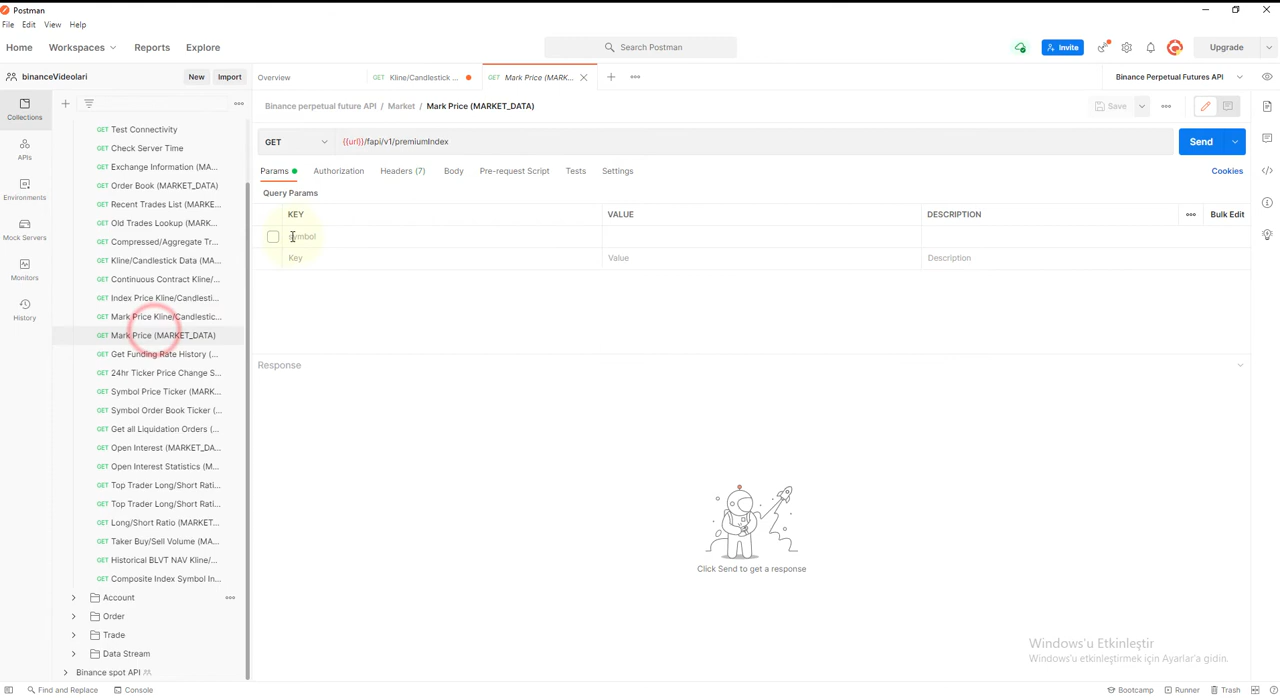 Postman
File Edit View Help
Home Workspaces Reports Explore Search Postman Invite Upgrade
binanceVideolari New Import Overview GET Kline/Candlestick ... GET Mark Price (MARK... Binance Perpetual Futures API
Collections
APIs
Environments
Mock Servers
Monitors
History
GET Test Connectivity
GET Check Server Time
GET Exchange Information (MA...
GET Order Book (MARKET_DATA)
GET Recent Trades List (MARKE...
GET Old Trades Lookup (MARK...
GET Compressed/Aggregate Tr...
GET Kline/Candlestick Data (MA...
GET Continuous Contract Kline/...
GET Index Price Kline/Candlesti...
GET Mark Price Kline/Candlestic...
GET Mark Price (MARKET_DATA)
GET Get Funding Rate History (...
GET 24hr Ticker Price Change S...
GET Symbol Price Ticker (MARK...
GET Symbol Order Book Ticker (...
GET Get all Liquidation Orders (...
GET Open Interest (MARKET_DA...
GET Open Interest Statistics (M...
GET Top Trader Long/Short Rati...
GET Top Trader Long/Short Rati...
GET Long/Short Ratio (MARKET...
GET Taker Buy/Sell Volume (MA...
GET Historical BLVT NAV Kline/...
GET Composite Index Symbol In...
Account
Order
Trade
Data Stream
Binance spot API
Binance perpetual future API / Market / Mark Price (MARKET_DATA) Save
GET {{url}}/fapi/v1/premiumIndex Send
Params Authorization Headers (7) Body Pre-request Script Tests Settings Cookies
Query Params
KEY VALUE DESCRIPTION Bulk Edit
symbol
Key Value Description
Response
Click Send to get a response
Windows'u Etkinleştir
Windows'u etkinleştirmek için Ayarlar'a gidin.
Find and Replace Console Bootcamp Runner Trash